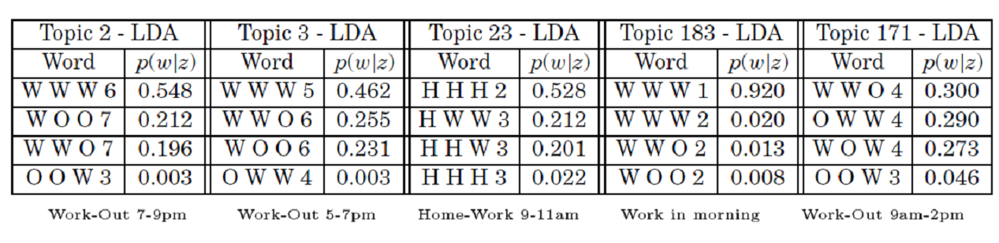 Topic 2 - LDA Topic 3 - LDA Topic 23 - LDA Topic 183 - LDA Topic 171 - LDA
Word p(w|z) Word p(w|z) Word p(w|z) Word p(w|z) Word p(w|z)
W W W 6 0.548 W W W 5 0.462 H H H 2 0.528 W W W 1 0.920 W W O 4 0.300
W O O 7 0.212 W W O 6 0.255 H W W 3 0.212 W W W 2 0.020 O W W 4 0.290
W W O 7 0.196 W O O 6 0.231 H H W 3 0.201 W W O 2 0.013 W O W 4 0.273
O O W 3 0.003 O W W 4 0.003 H H H 3 0.022 W O O 2 0.008 O O W 3 0.046
Work-Out 7-9pm Work-Out 5-7pm Home-Work 9-11am Work in morning Work-Out 9am-2pm